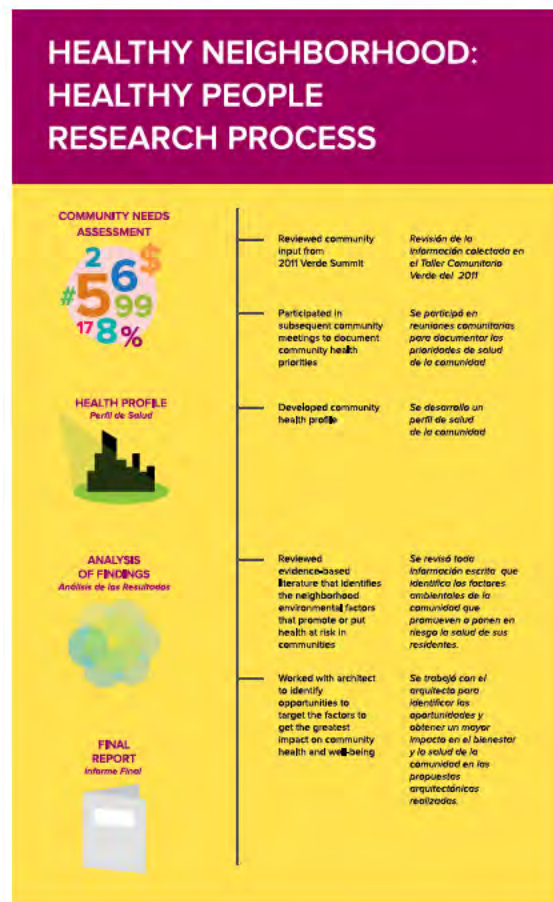 HEALTHY NEIGHBORHOOD:
HEALTHY PEOPLE
RESEARCH PROCESS
COMMUNITY NEEDS
ASSESSMENT
2
6
$
#
5
99
17
8
%
Reviewed community
input from
2011 Verde Summit
Revisión de la
información colectada en
el Taller Comunitario
Verde del 2011
Participated in
subsequent community
meetings to document
community health
priorities
Se participó en
reuniones comunitarias
para documentar las
prioridades de salud
de la comunidad
HEALTH PROFILE
Perfil de Salud
Developed community
health profile
Se desarrollo un
perfil de salud
de la comunidad
ANALYSIS
OF FINDINGS
Análisis de los Resultados
Reviewed
evidence-based
literature that identifies
the neighborhood
environmental factors
that promote or put
health at risk in
communities
Se revisó toda
información escrita que
identifica los factores
ambientales de la
comunidad que
promueven o ponen en
riesgo la salud de sus
residentes.
Worked with architect
to identify
opportunities to
target the factors to
get the greatest
impact on community
health and well-being
Se trabajó con el
arquitecto para
identificar las
oportunidades y
obtener un mayor
impacto en el bienestar
y la salud de la
comunidad en las
propuestas
arquitectónicas
realizadas.
FINAL
REPORT
Informe Final